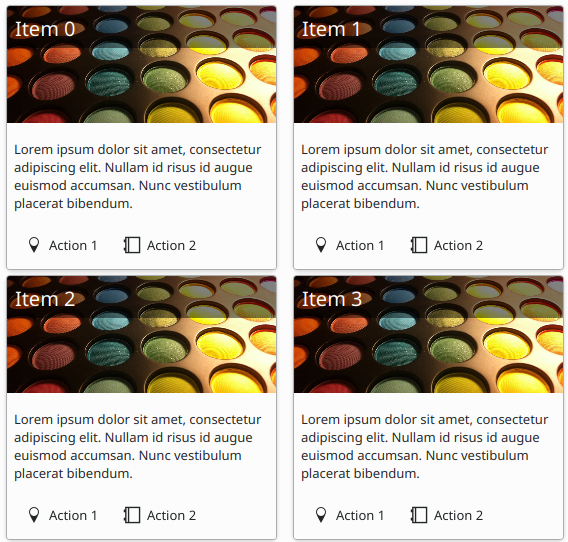 Item 0
Lorem ipsum dolor sit amet, consectetur
adipiscing elit. Nullam id risus id augue
euismod accumsan. Nunc vestibulum
placerat bibendum.
Action 1 Action 2
Item 1
Lorem ipsum dolor sit amet, consectetur
adipiscing elit. Nullam id risus id augue
euismod accumsan. Nunc vestibulum
placerat bibendum.
Action 1 Action 2
Item 2
Lorem ipsum dolor sit amet, consectetur
adipiscing elit. Nullam id risus id augue
euismod accumsan. Nunc vestibulum
placerat bibendum.
Action 1 Action 2
Item 3
Lorem ipsum dolor sit amet, consectetur
adipiscing elit. Nullam id risus id augue
euismod accumsan. Nunc vestibulum
placerat bibendum.
Action 1 Action 2